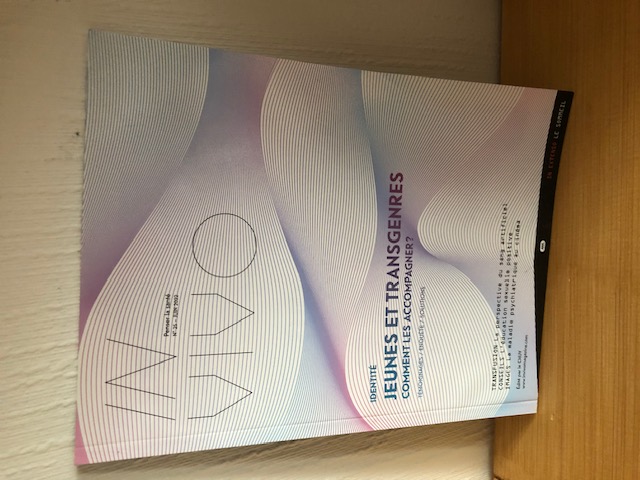 IN
VIVO
Penser la santé
N° 25 – JUIN 2022
IDENTITÉ
JEUNES ET TRANSGENRES
COMMENT LES ACCOMPAGNER?
TÉMOIGNAGES / ENQUÊTE / SOLUTIONS
TRANSFUSION La perspective du sang artificiel
CONSEILS L'éducation sexuelle positive
IMAGES La maladie psychiatrique au cinéma
Édité par le CHUV
www.invivomagazine.com
IN EXTENSO LE SOMMEIL